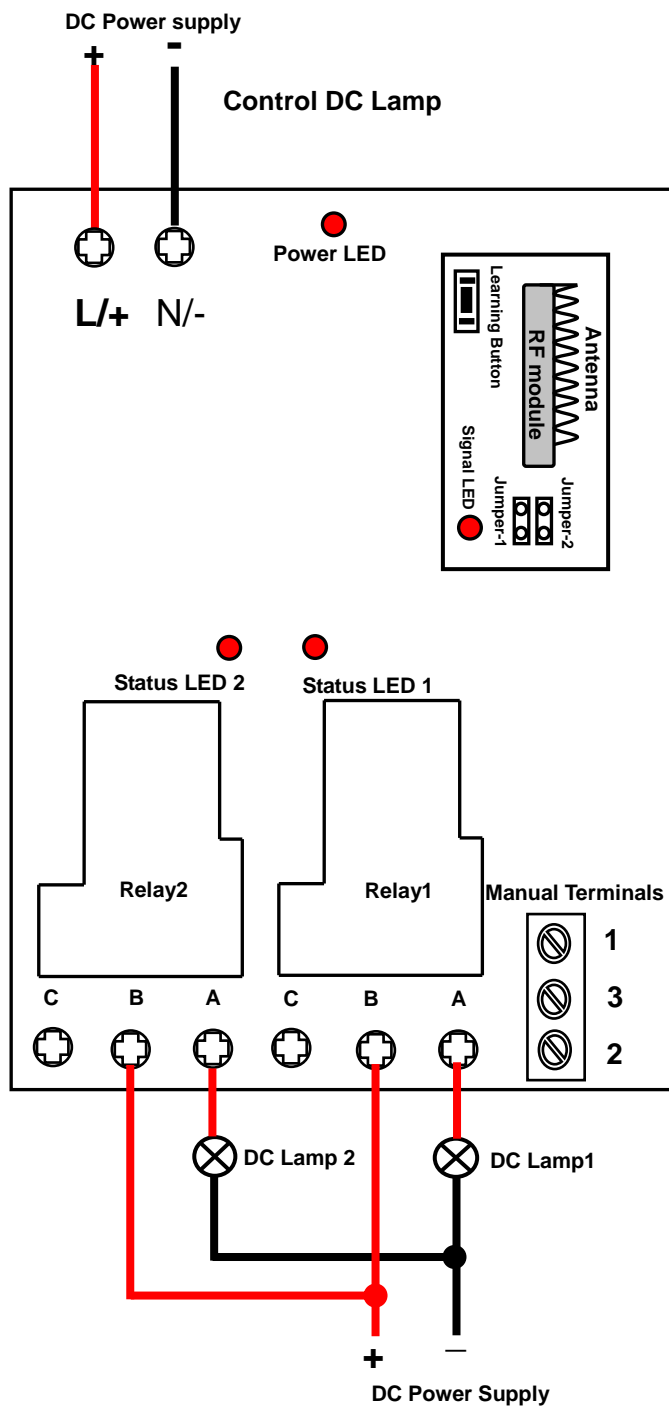 DC Power supply
+ -
Control DC Lamp
Power LED
L/+ N/-
Learning Button
RF module
Antenna
Signal LED
Jumper-1
Jumper-2
Status LED 2
Status LED 1
Relay2
Relay1
Manual Terminals
1
3
2
C B A C B A
DC Lamp 2
DC Lamp1
+ —
DC Power Supply